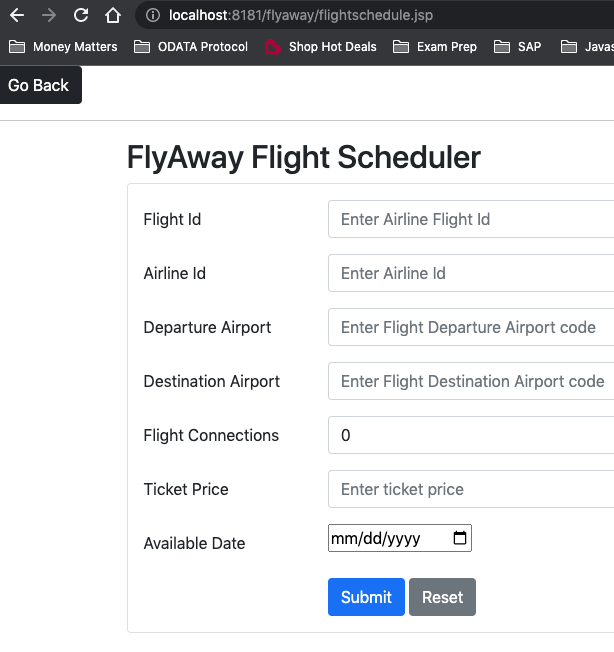 localhost:8181/flyaway/flightschedule.jsp
Money Matters ODATA Protocol Shop Hot Deals Exam Prep SAP Javas
Go Back
FlyAway Flight Scheduler
Flight Id Enter Airline Flight Id
Airline Id Enter Airline Id
Departure Airport Enter Flight Departure Airport code
Destination Airport Enter Flight Destination Airport code
Flight Connections 0
Ticket Price Enter ticket price
Available Date mm/dd/yyyy
Submit Reset